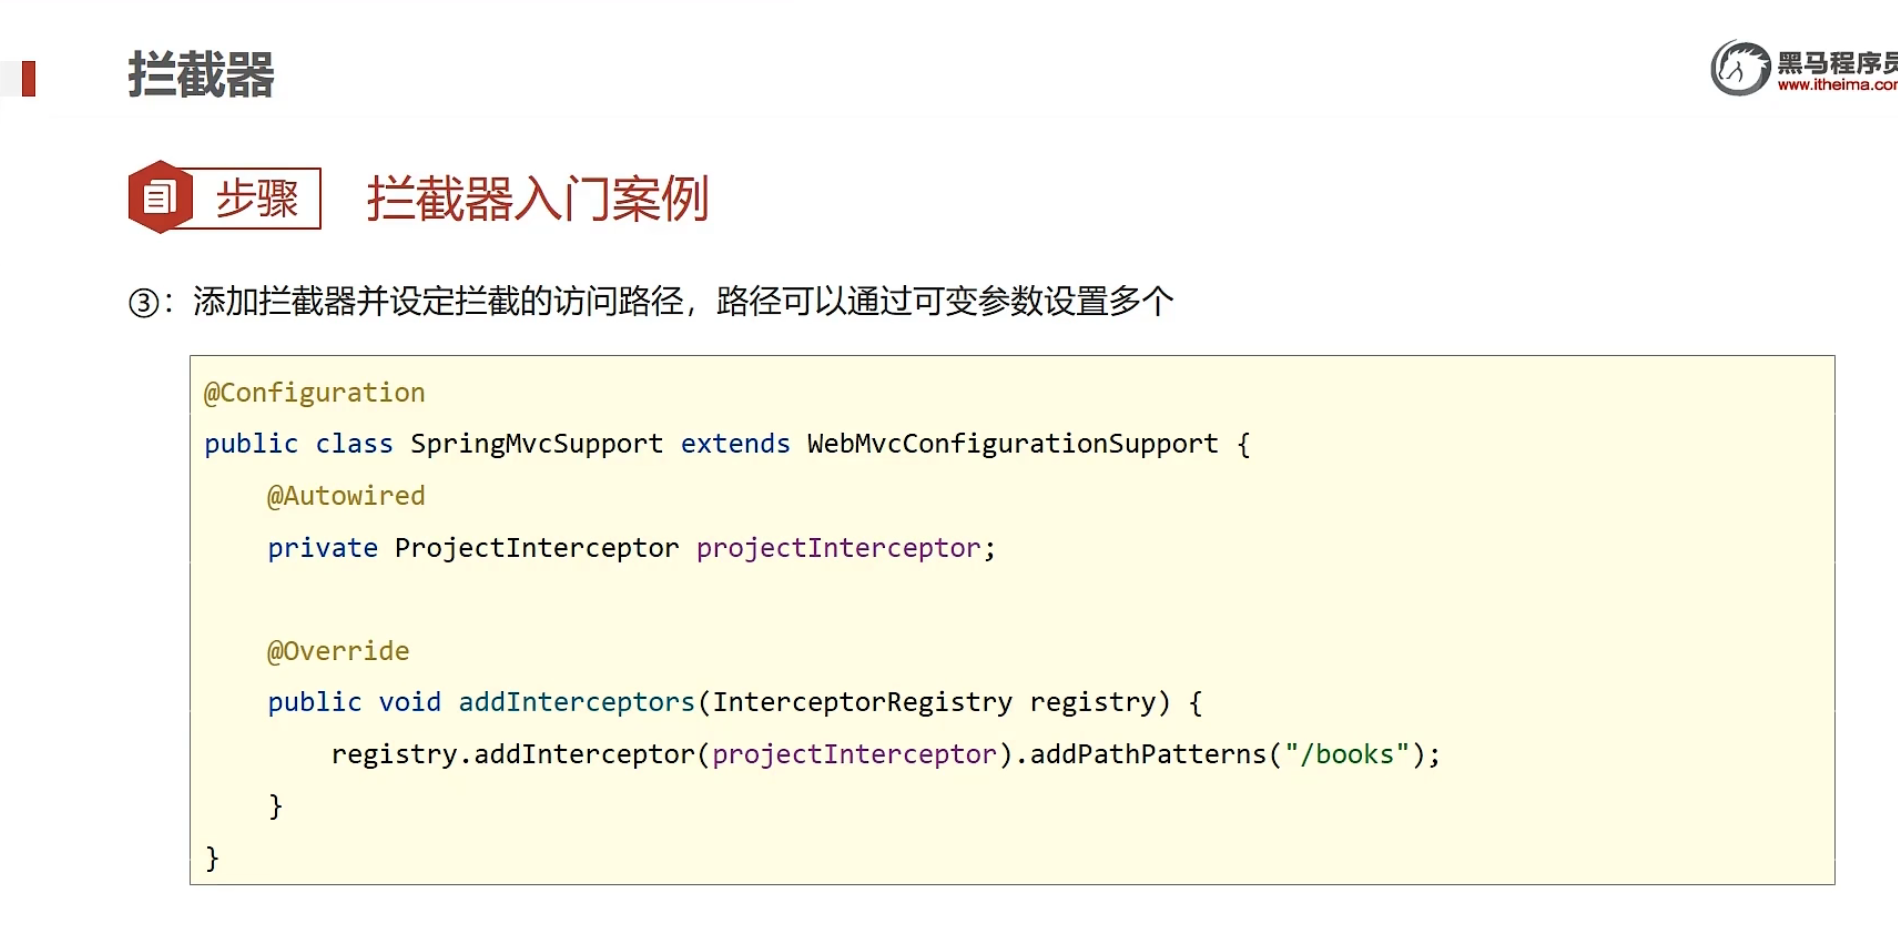 拦截器
黑马程序员
www.itheima.com
步骤
拦截器入门案例
③：添加拦截器并设定拦截的访问路径，路径可以通过可变参数设置多个
@Configuration
public class SpringMvcSupport extends WebMvcConfigurationSupport {
    @Autowired
    private ProjectInterceptor projectInterceptor;
    @Override
    public void addInterceptors(InterceptorRegistry registry) {
        registry.addInterceptor(projectInterceptor).addPathPatterns("/books");
    }
}